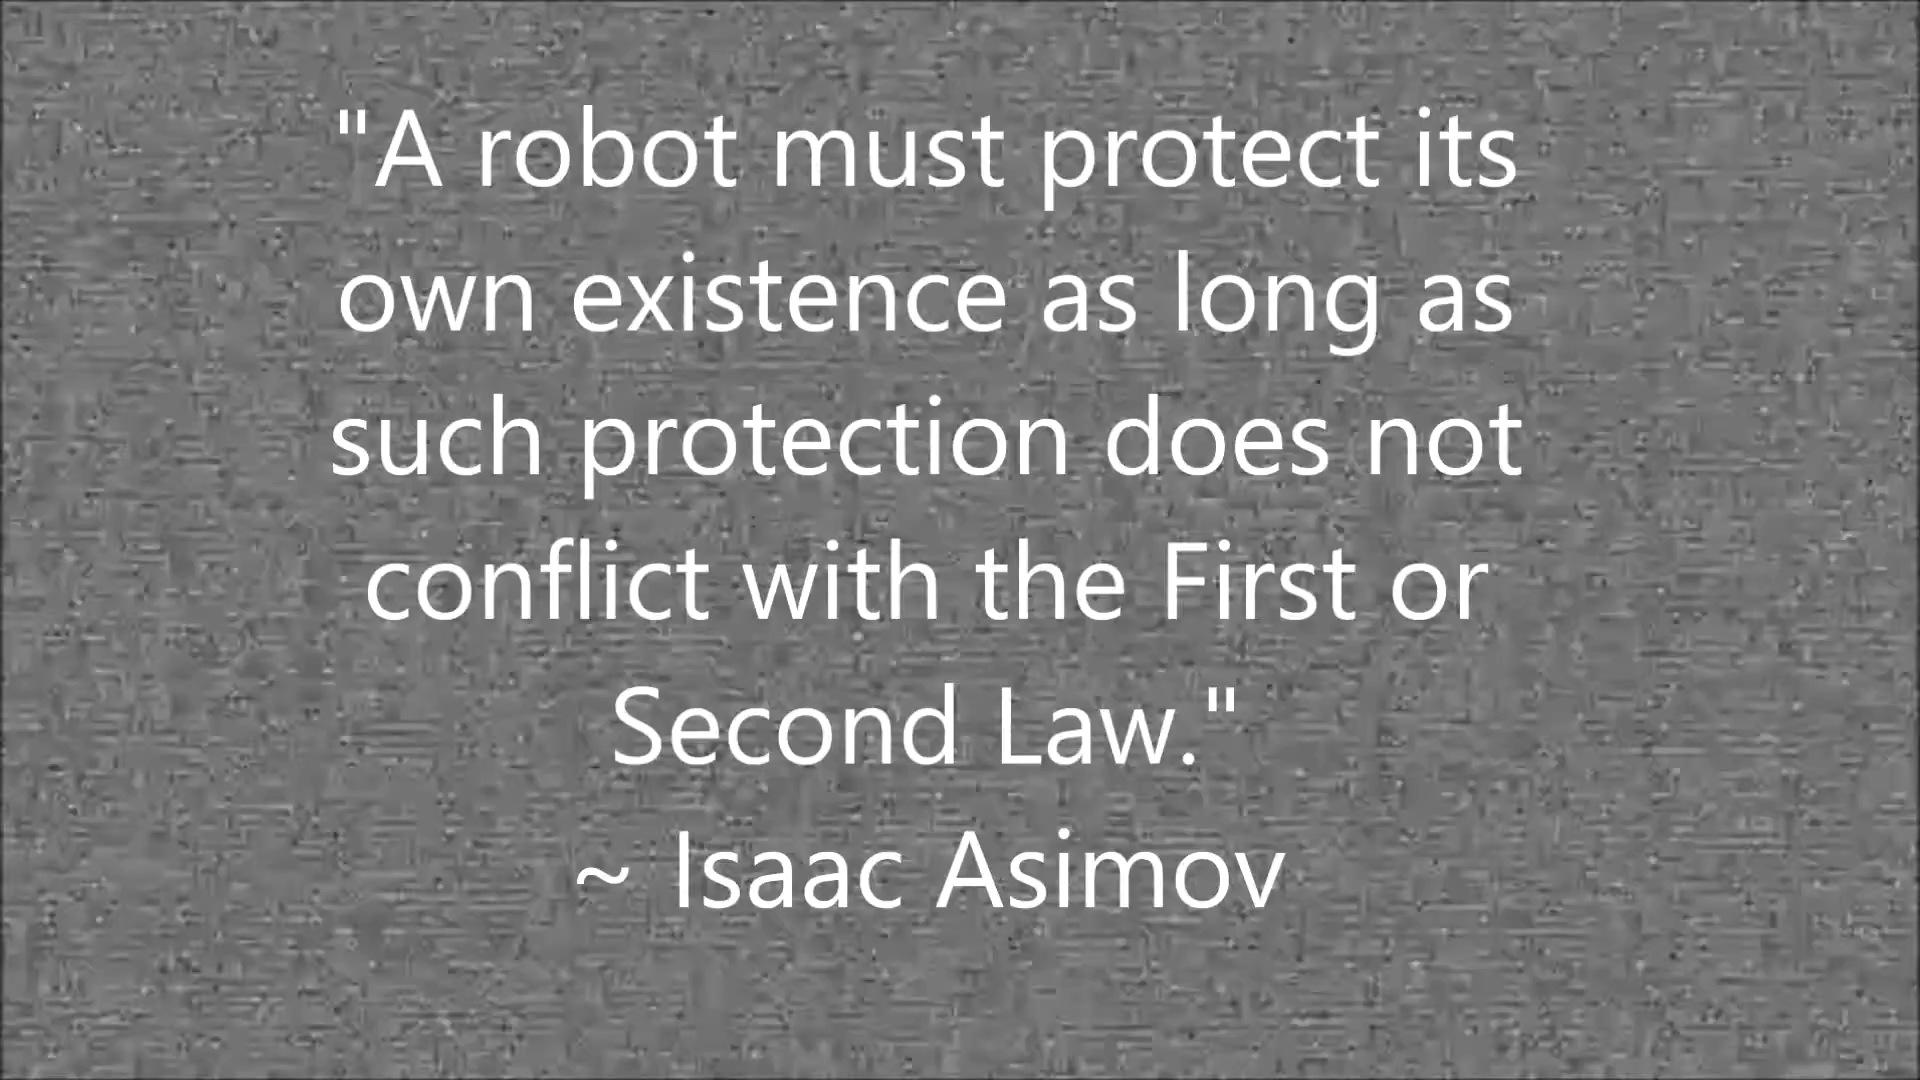 "A robot must protect its
own existence as long as
such protection does not
conflict with the First or
Second Law."
~ Isaac Asimov